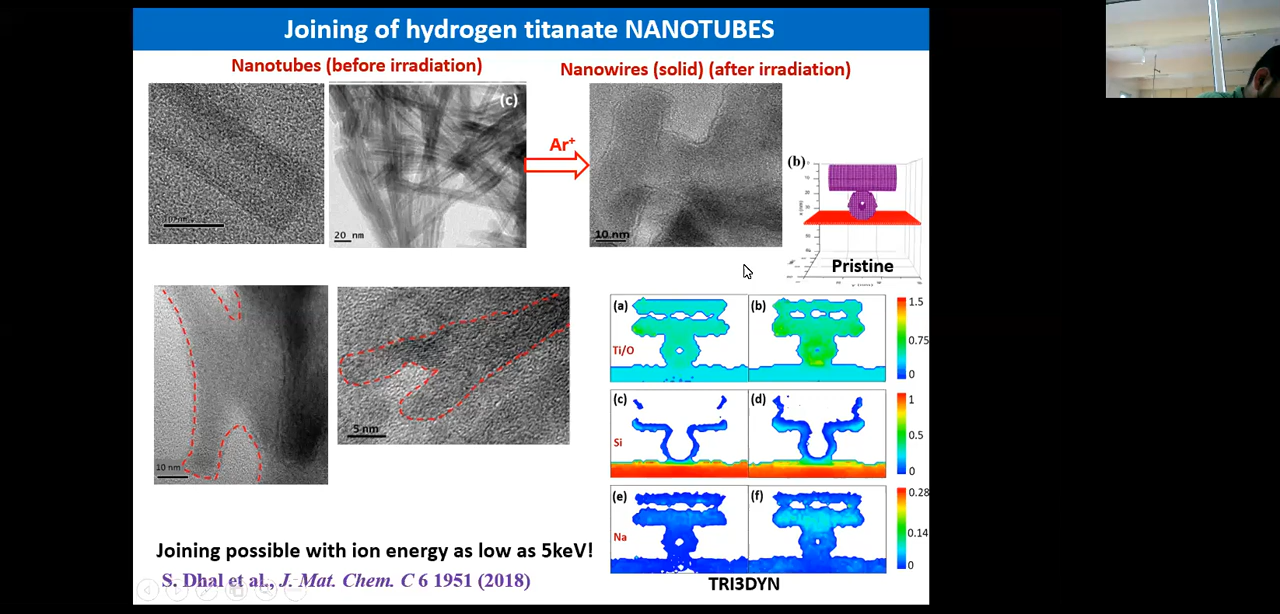 Joining of hydrogen titanate NANOTUBES
Nanotubes (before irradiation)
Nanowires (solid) (after irradiation)
(c)
20 nm
Ar⁺
10 nm
(b)
Pristine
10 nm
5 nm
(a)
(b)
Ti/O
1.5
0.75
0
(c)
(d)
Si
1
0.5
0
(e)
(f)
Na
0.28
0.14
0
TRI3DYN
Joining possible with ion energy as low as 5keV!
S. Dhal et al., J. Mat. Chem. C 6 1951 (2018)